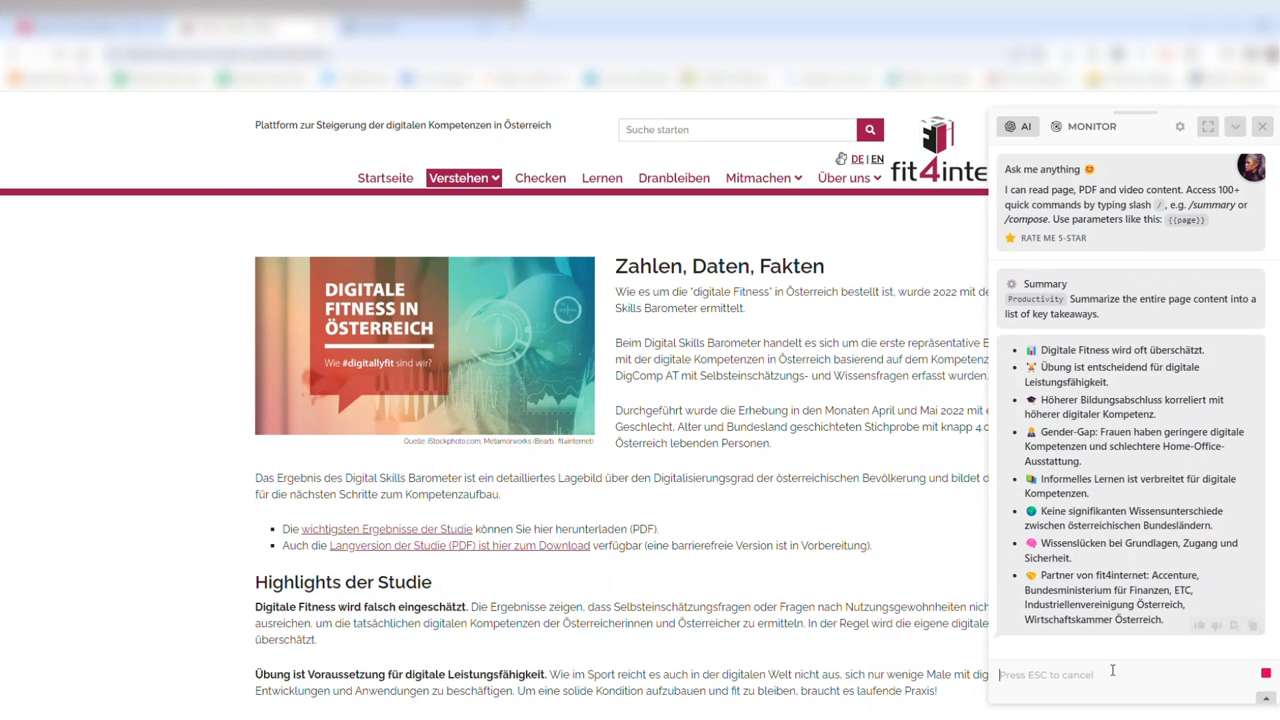 Plattform zur Steigerung der digitalen Kompetenzen in Österreich
Suche starten
DE | EN
fit4inte
Startseite
Verstehen
Checken
Lernen
Dranbleiben
Mitmachen
Über uns
DIGITALE
FITNESS IN
ÖSTERREICH
Wie #digitallyfit sind wir?
Quelle: iStockphoto.com, Metamorworks (Bearb. fit4internet)
Zahlen, Daten, Fakten
Wie es um die "digitale Fitness" in Österreich bestellt ist, wurde 2022 mit de
Skills Barometer ermittelt.
Beim Digital Skills Barometer handelt es sich um die erste repräsentative E
mit der digitale Kompetenzen in Österreich basierend auf dem Kompetenz
DigComp AT mit Selbsteinschätzungs- und Wissensfragen erfasst wurden.
Durchgeführt wurde die Erhebung in den Monaten April und Mai 2022 mit e
Geschlecht, Alter und Bundesland geschichteten Stichprobe mit knapp 4.0
Österreich lebenden Personen.
Das Ergebnis des Digital Skills Barometer ist ein detailliertes Lagebild über den Digitalisierungsgrad der österreichischen Bevölkerung und bildet d
für die nächsten Schritte zum Kompetenzaufbau.
Die wichtigsten Ergebnisse der Studie können Sie hier herunterladen (PDF).
Auch die Langversion der Studie (PDF) ist hier zum Download verfügbar (eine barrierefreie Version ist in Vorbereitung).
Highlights der Studie
Digitale Fitness wird falsch eingeschätzt. Die Ergebnisse zeigen, dass Selbsteinschätzungsfragen oder Fragen nach Nutzungsgewohnheiten nich
ausreichen, um die tatsächlichen digitalen Kompetenzen der Österreicherinnen und Österreicher zu ermitteln. In der Regel wird die eigene digitale
überschätzt.
Übung ist Voraussetzung für digitale Leistungsfähigkeit. Wie im Sport reicht es auch in der digitalen Welt nicht aus, sich nur wenige Male mit dig
Entwicklungen und Anwendungen zu beschäftigen. Um eine solide Kondition aufzubauen und fit zu bleiben, braucht es laufende Praxis!
AI
MONITOR
Ask me anything
I can read page, PDF and video content. Access 100+
quick commands by typing slash /, e.g. /summary or
/compose. Use parameters like this: {{page}}
RATE ME 5-STAR
Summary
Productivity Summarize the entire page content into a
list of key takeaways.
Digitale Fitness wird oft überschätzt.
Übung ist entscheidend für digitale
Leistungsfähigkeit.
Höherer Bildungsabschluss korreliert mit
höherer digitaler Kompetenz.
Gender-Gap: Frauen haben geringere digitale
Kompetenzen und schlechtere Home-Office-
Ausstattung.
Informelles Lernen ist verbreitet für digitale
Kompetenzen.
Keine signifikanten Wissensunterschiede
zwischen österreichischen Bundesländern.
Wissenslücken bei Grundlagen, Zugang und
Sicherheit.
Partner von fit4internet: Accenture,
Bundesministerium für Finanzen, ETC,
Industriellenvereinigung Österreich,
Wirtschaftskammer Österreich.
Press ESC to cancel